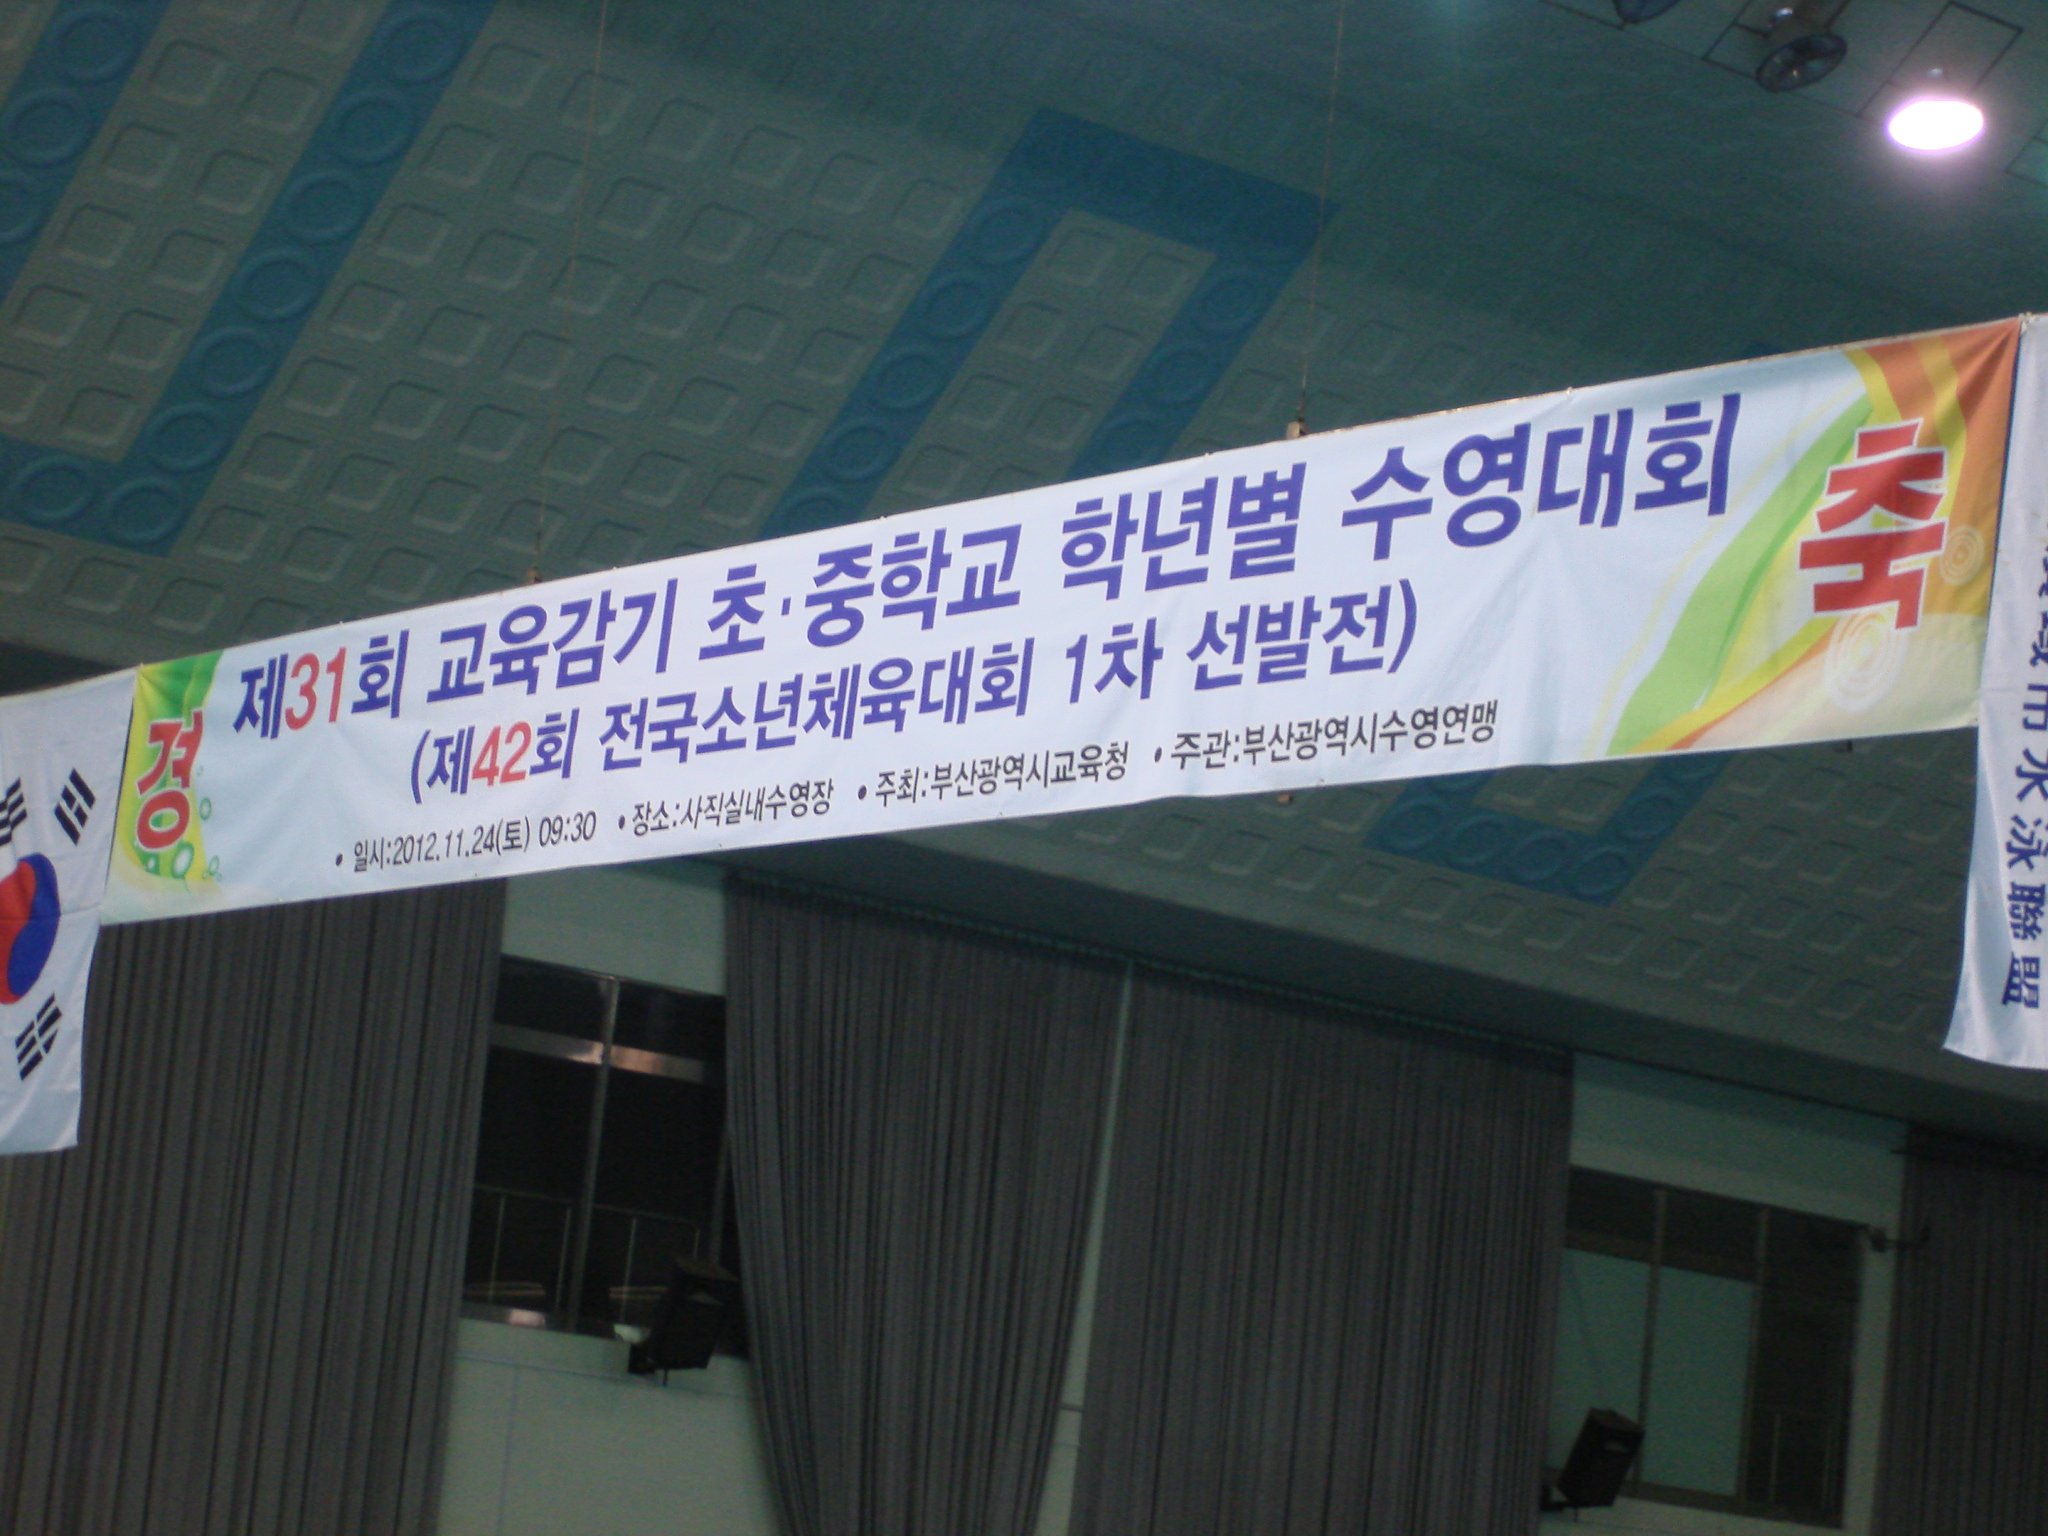 경 축
제31회 교육감기 초·중학교 학년별 수영대회
(제42회 전국소년체육대회 1차 선발전)
• 일시:2012.11.24(토) 09:30 • 장소:사직실내수영장 • 주최:부산광역시교육청 • 주관:부산광역시수영연맹
域市水泳聯盟